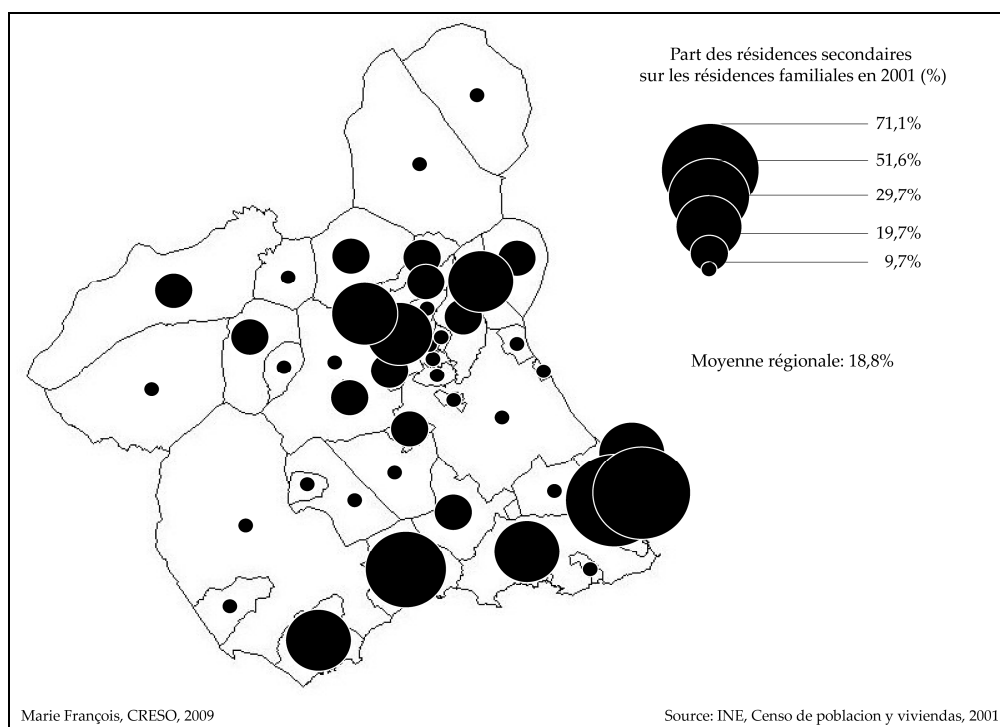 Part des résidences secondaires
sur les résidences familiales en 2001 (%)
71,1%
51,6%
29,7%
19,7%
9,7%
Moyenne régionale: 18,8%
Marie François, CRESO, 2009
Source: INE, Censo de poblacion y viviendas, 2001